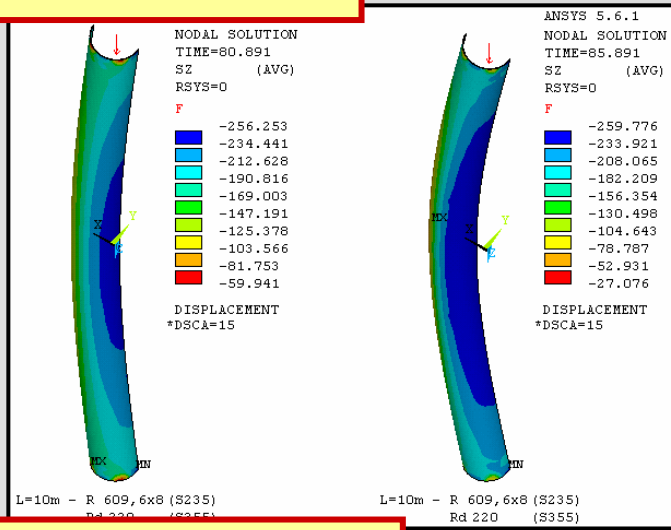 NODAL SOLUTION
TIME=80.891
SZ (AVG)
RSYS=0
F
-256.253
-234.441
-212.628
-190.816
-169.003
-147.191
-125.378
-103.566
-81.753
-59.941
DISPLACEMENT
*DSCA=15
X
Y
Z
MX
MN
L=10m - R 609,6x8 (S235)
Rd 220 (S355)
ANSYS 5.6.1
NODAL SOLUTION
TIME=85.891
SZ (AVG)
RSYS=0
F
-259.776
-233.921
-208.065
-182.209
-156.354
-130.498
-104.643
-78.787
-52.931
-27.076
DISPLACEMENT
*DSCA=15
MX
X
Y
Z
MN
L=10m - R 609,6x8 (S235)
Rd 220 (S355)